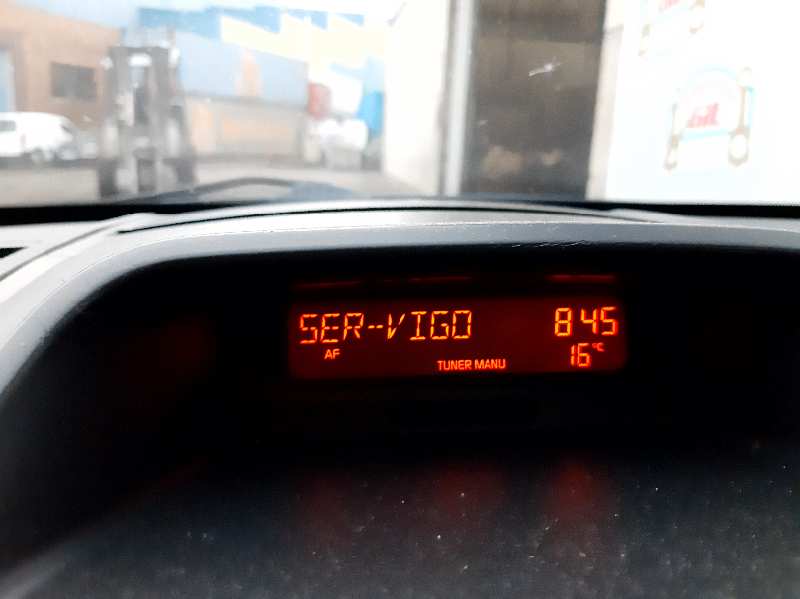 SER-VIGO 8:45
AF TUNER MANU 16°C